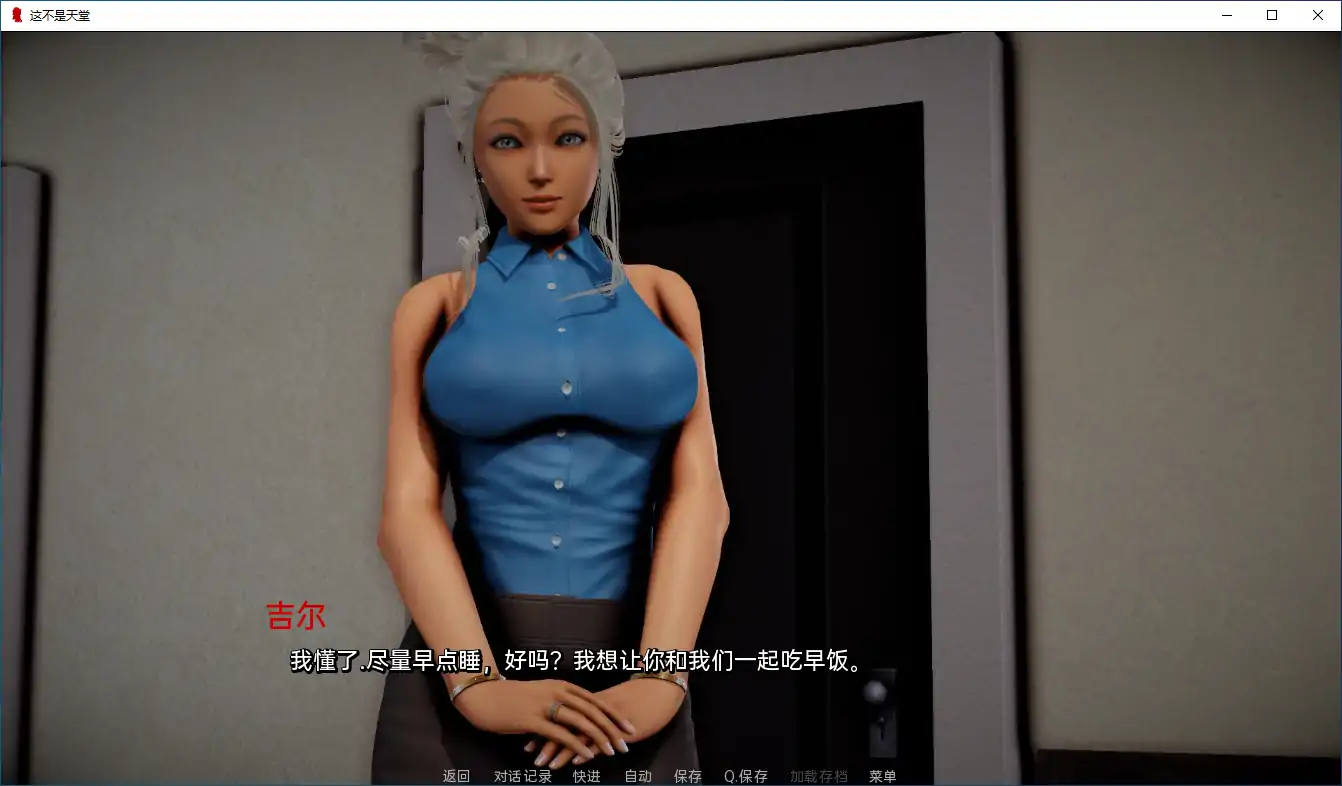 这不是天堂
吉尔
我懂了.尽量早点睡，好吗？我想让你和我们一起吃早饭。
返回 对话记录 快进 自动 保存 Q.保存 加载存档 菜单